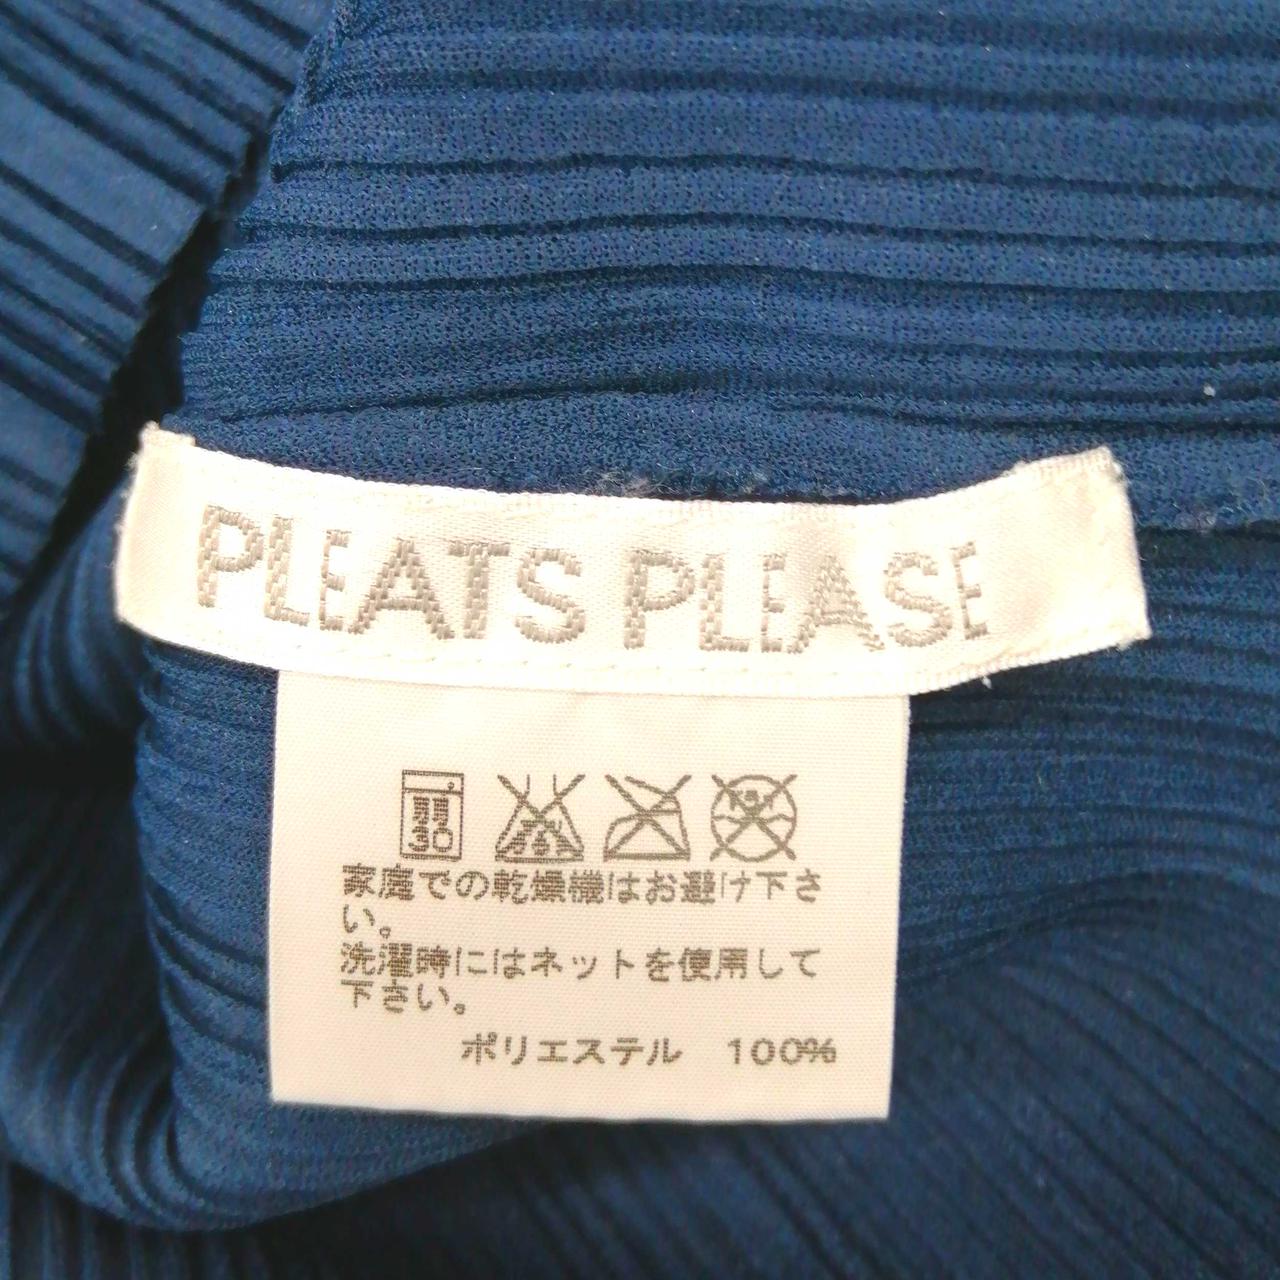 PLEATS PLEASE
30
家庭での乾燥機はお避け下さ
い。
洗濯時にはネットを使用して
下さい。
ポリエステル 100%